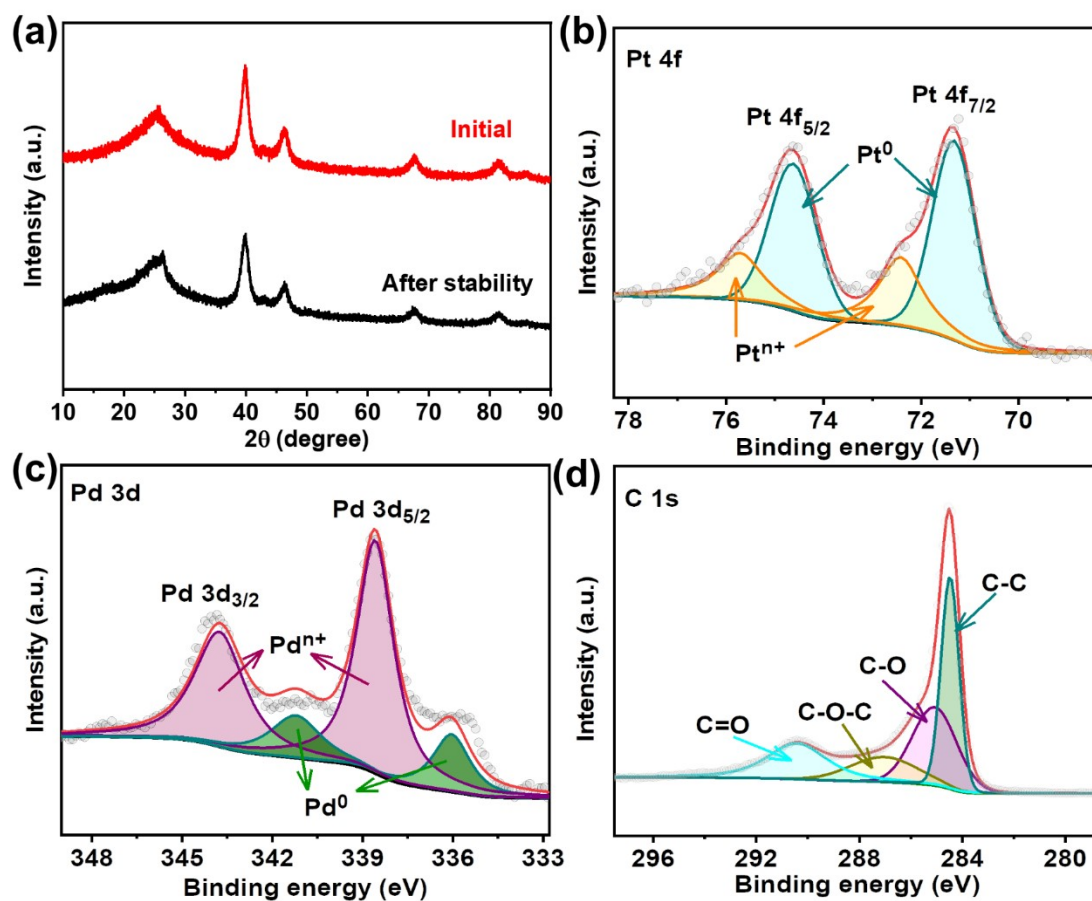 (a)
Intensity (a.u.)
Initial
After stability
10 20 30 40 50 60 70 80 90
2θ (degree)
(b)
Pt 4f
Intensity (a.u.)
Pt 4f7/2
Pt 4f5/2
Pt0
Ptn+
78 76 74 72 70
Binding energy (eV)
(c)
Pd 3d
Intensity (a.u.)
Pd 3d5/2
Pd 3d3/2
Pdn+
Pd0
348 345 342 339 336 333
Binding energy (eV)
(d)
C 1s
Intensity (a.u.)
C-C
C-O
C-O-C
C=O
296 292 288 284 280
Binding energy (eV)